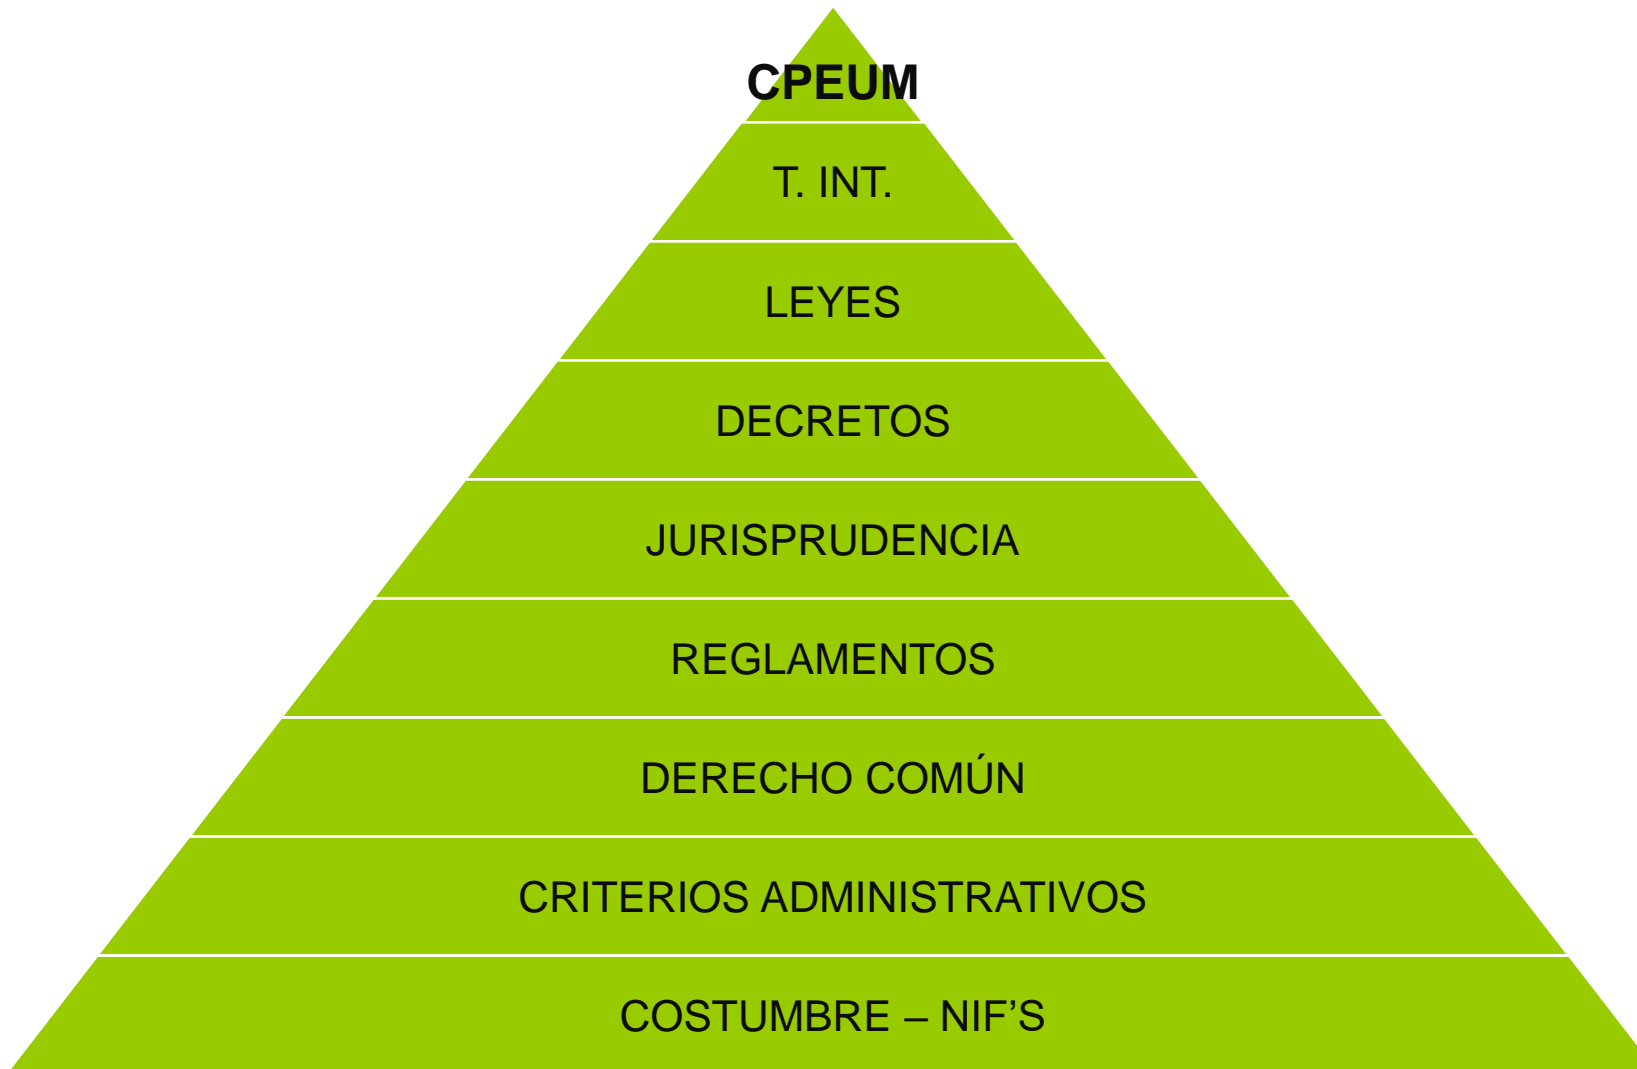 CPEUM
T. INT.
LEYES
DECRETOS
JURISPRUDENCIA
REGLAMENTOS
DERECHO COMÚN
CRITERIOS ADMINISTRATIVOS
COSTUMBRE – NIF’S